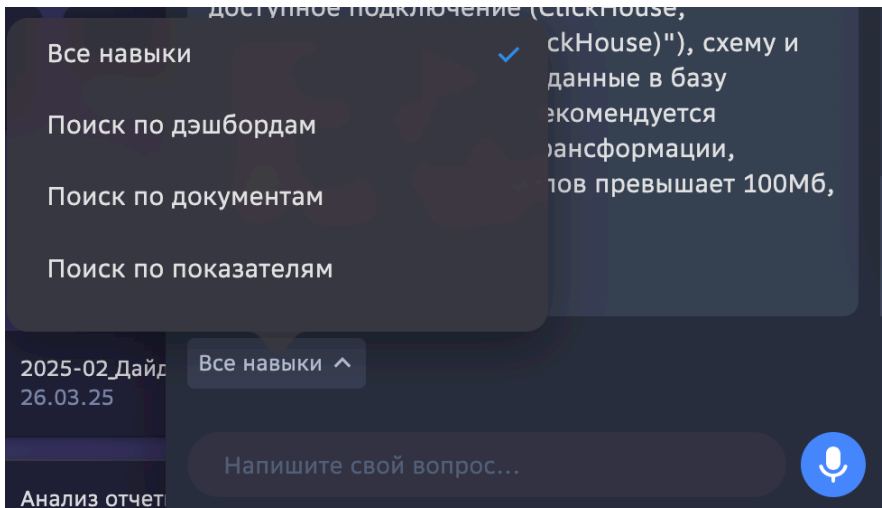 доступное подключение (ClickHouse,
Все навыки
ckHouse)"), схему и
данные в базу
Поиск по дэшбордам
екомендуется
рансформации,
Поиск по документам
лов превышает 100Мб,
Поиск по показателям
2025-02_Дайд
26.03.25
Все навыки
Напишите свой вопрос...
Анализ отчет